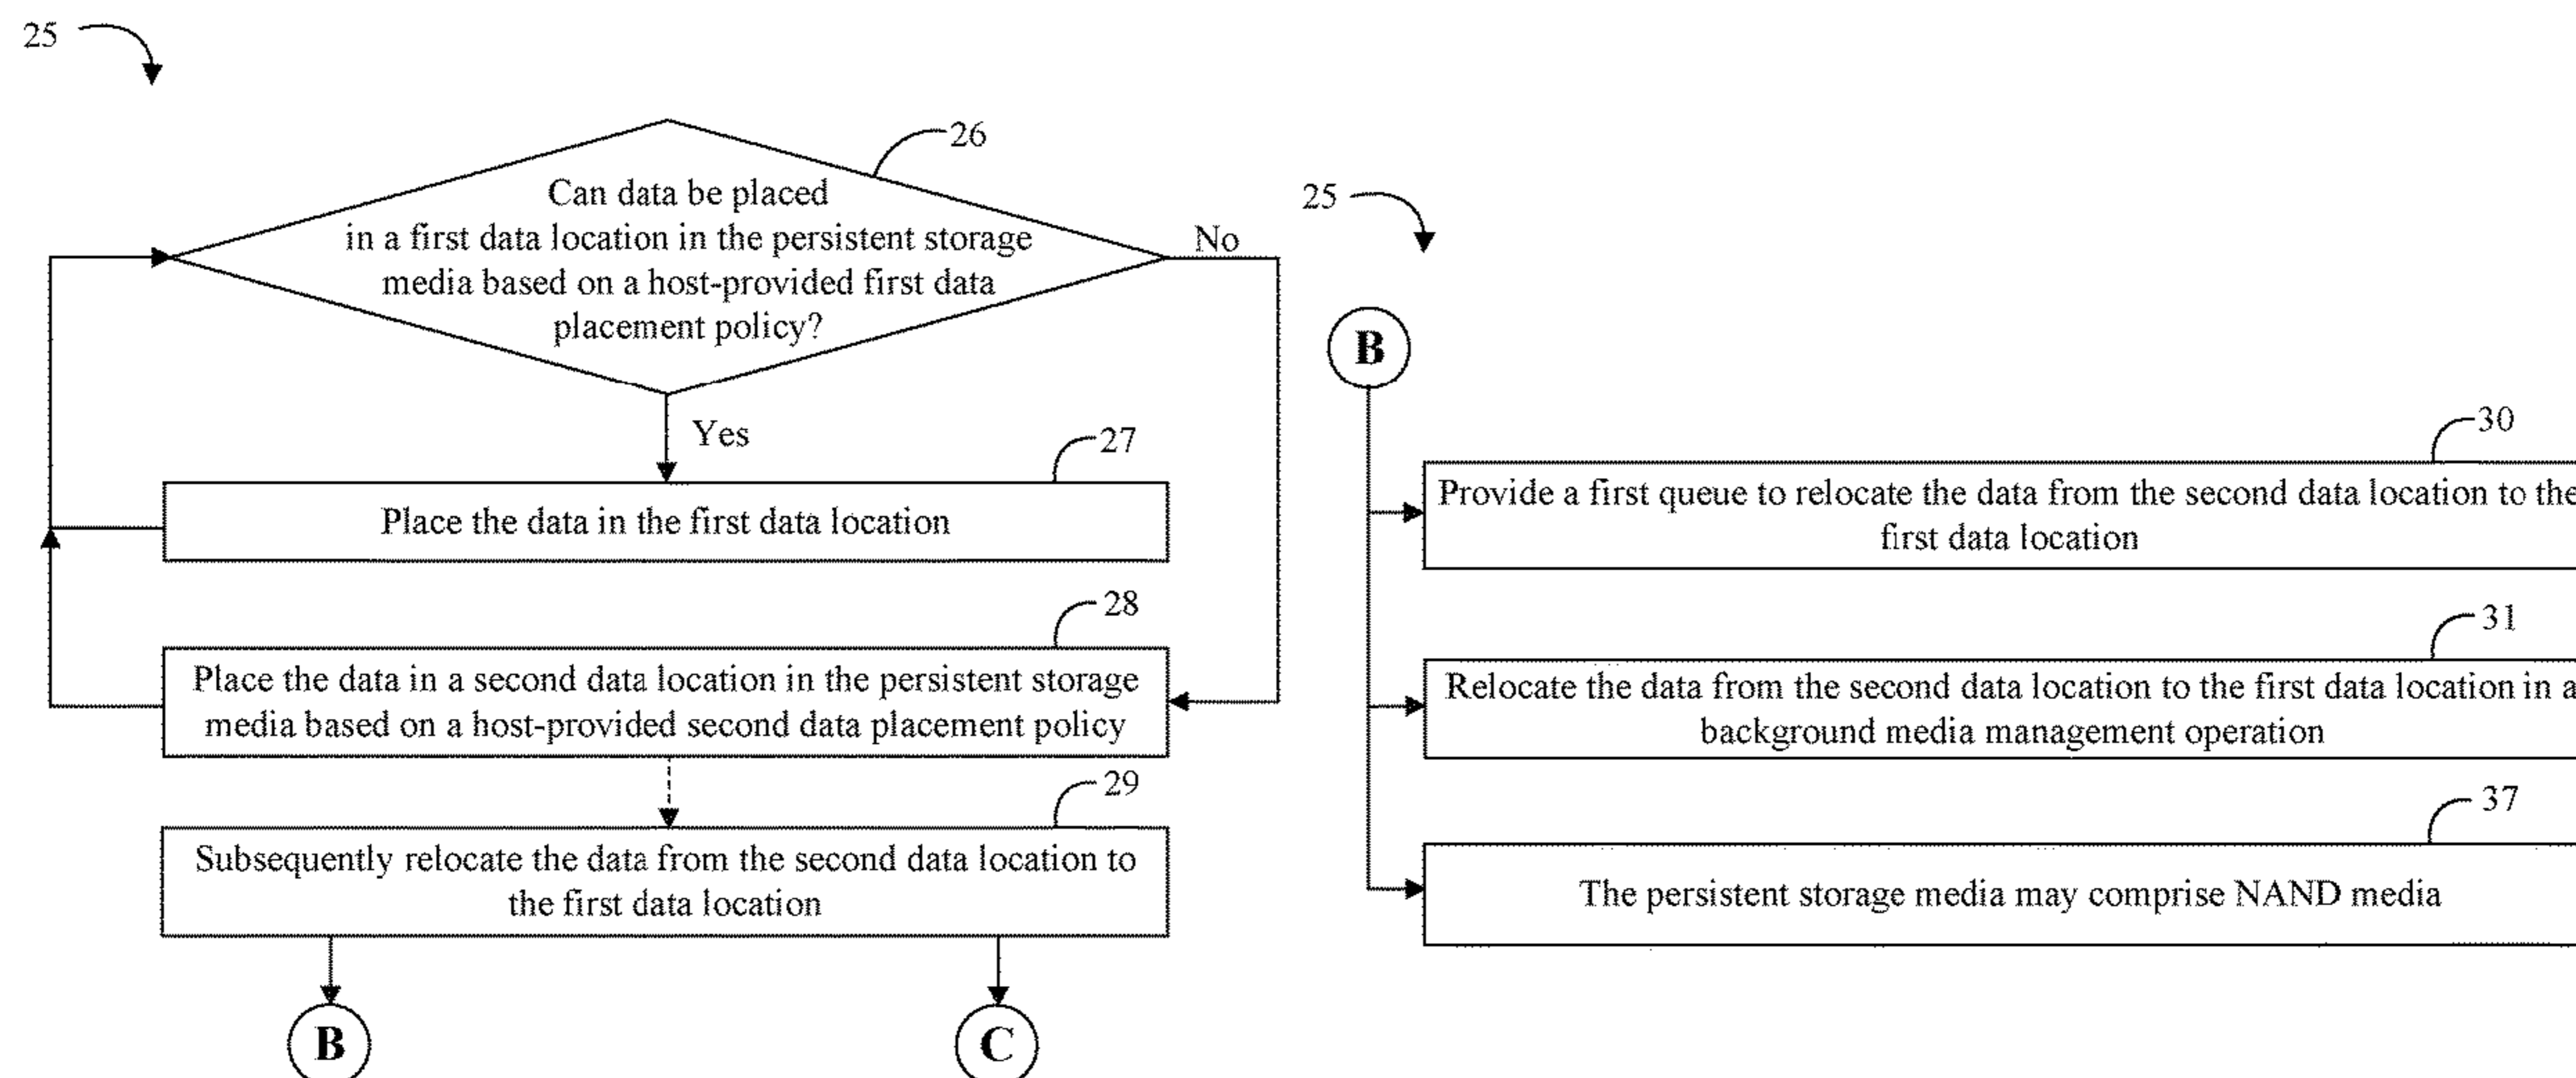 25
26
Can data be placed
in a first data location in the persistent storage
media based on a host-provided first data
placement policy?
No
Yes
27
Place the data in the first data location
28
Place the data in a second data location in the persistent storage
media based on a host-provided second data placement policy
29
Subsequently relocate the data from the second data location to
the first data location
B
C
25
B
30
Provide a first queue to relocate the data from the second data location to the
first data location
31
Relocate the data from the second data location to the first data location in a
background media management operation
37
The persistent storage media may comprise NAND media